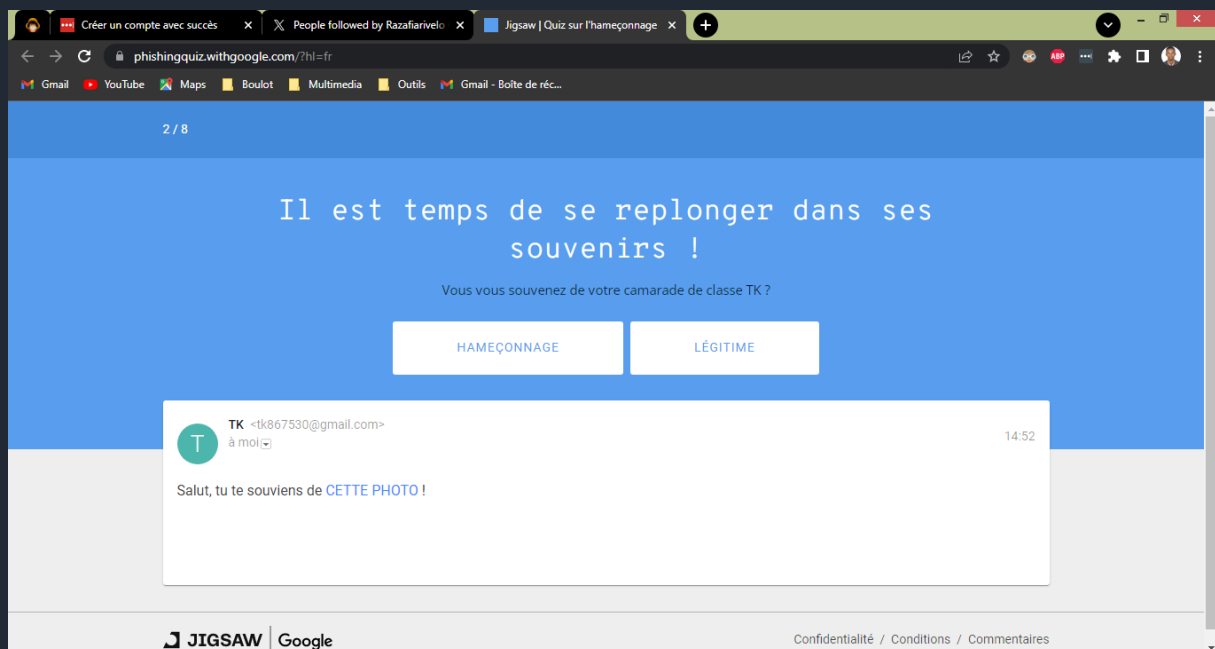 Créer un compte avec succès
People followed by Razafiarivelo
Jigsaw | Quiz sur l'hameçonnage
phishingquiz.withgoogle.com/?hl=fr
ABP
Gmail YouTube Maps Boulot Multimedia Outils Gmail - Boîte de réc...
2 / 8
Il est temps de se replonger dans ses
souvenirs !
Vous vous souvenez de votre camarade de classe TK ?
HAMEÇONNAGE LÉGITIME
T
TK <tk867530@gmail.com>
à moi
14:52
Salut, tu te souviens de CETTE PHOTO !
JIGSAW Google
Confidentialité / Conditions / Commentaires